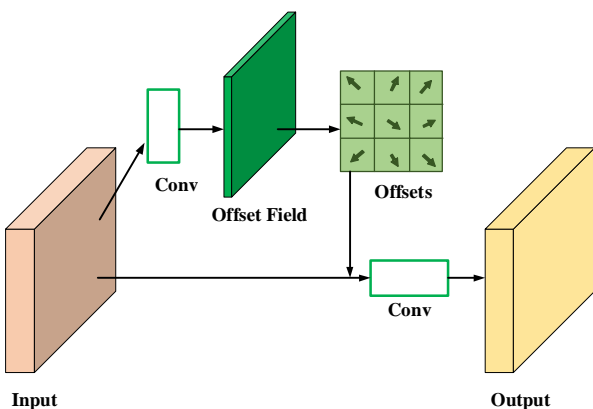 Conv
Offset Field
Offsets
Conv
Input
Output